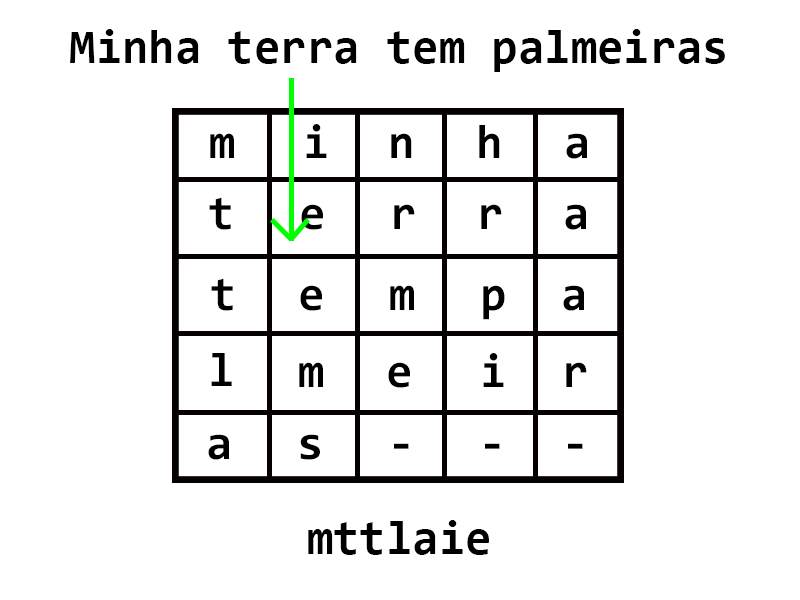 Minha terra tem palmeiras
m i n h a
t e r r a
t e m p a
l m e i r
a s - - -
mttlaie